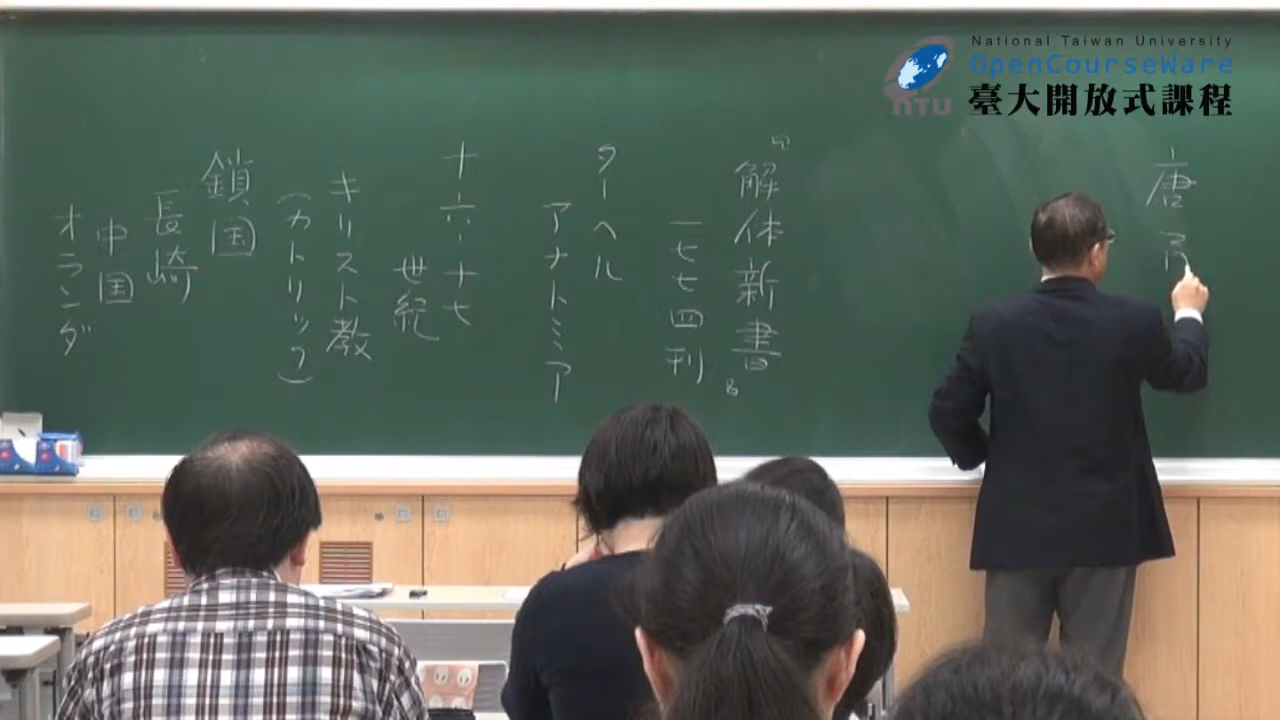 National Taiwan University
OpenCourseWare
NTU
臺大開放式課程
唐
『解体新書』
一七七四刊
ターヘル
アナトミア
十六・十七
世紀
キリスト教
(カトリック)
鎖国
長崎
中国
オランダ